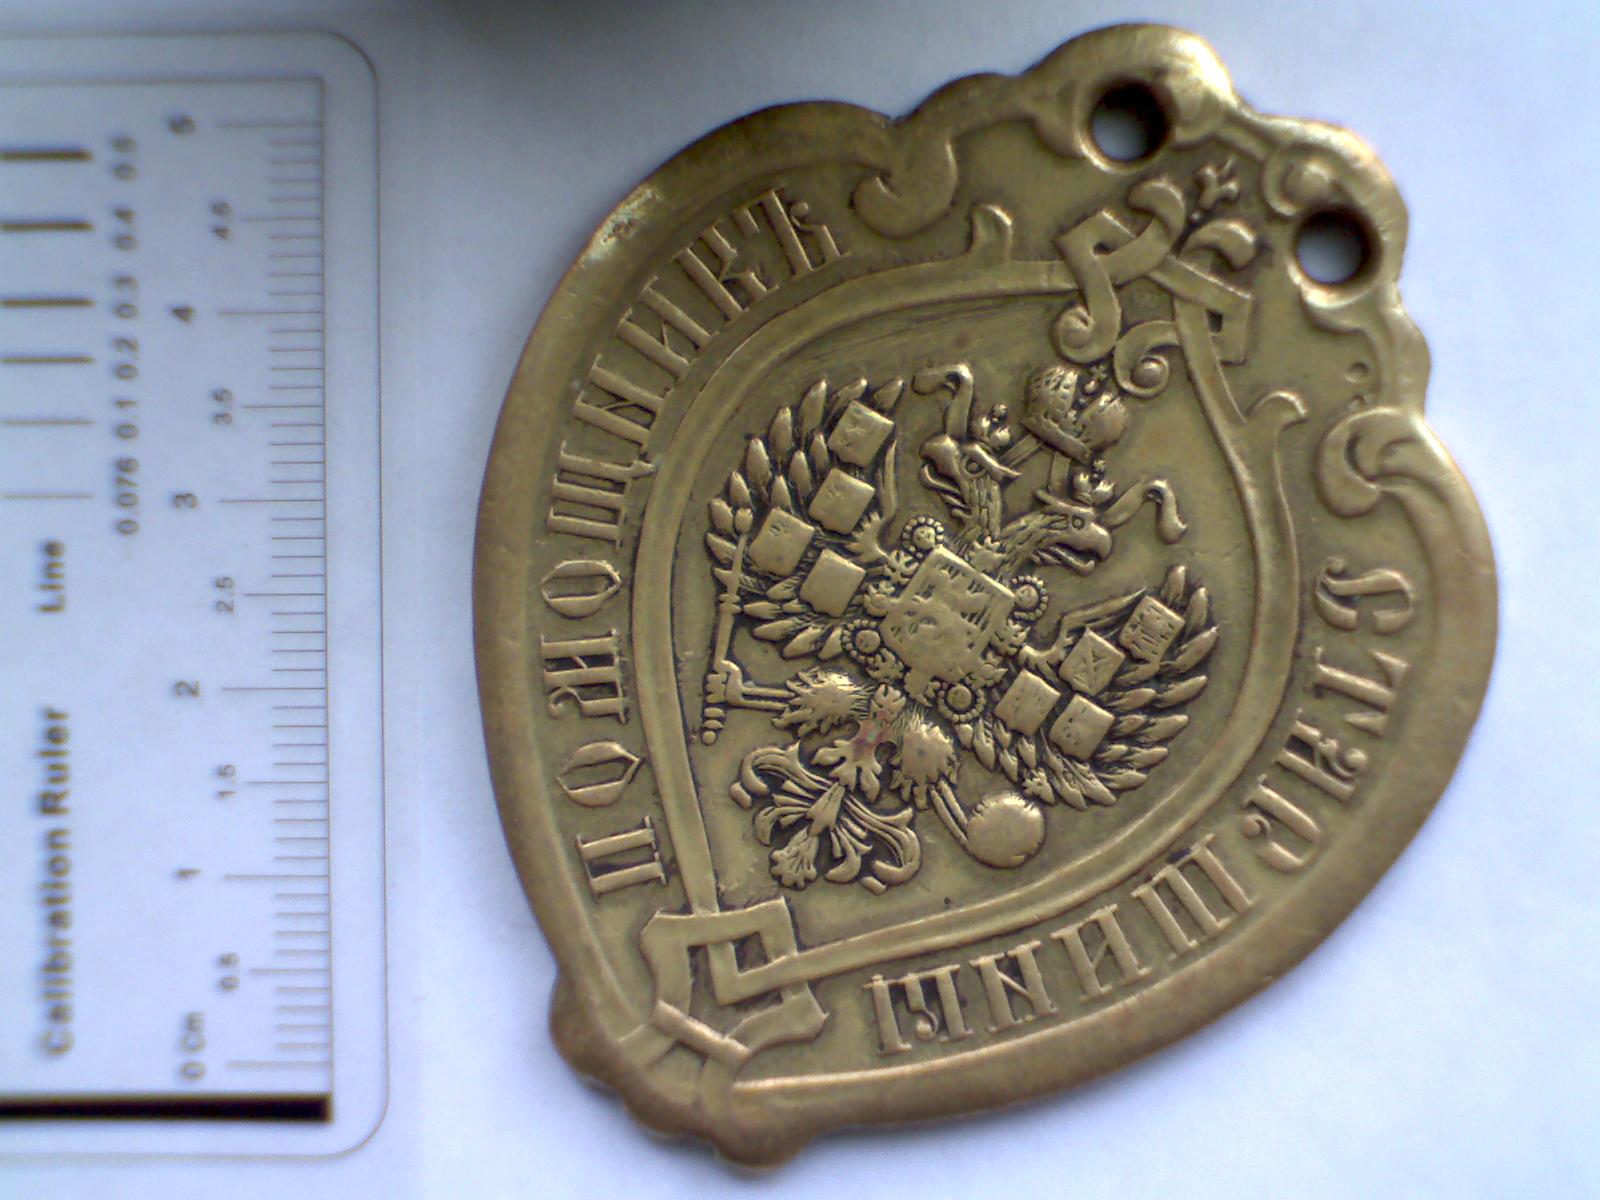 Calibration Ruler Line
0.076 0.1 0.2 0.3 0.4 0.5
0 Cm 0.5 1 1.5 2 2.5 3 3.5 4 4.5 5
ПОМОЩНИКЪ
СТАРШИНЫ